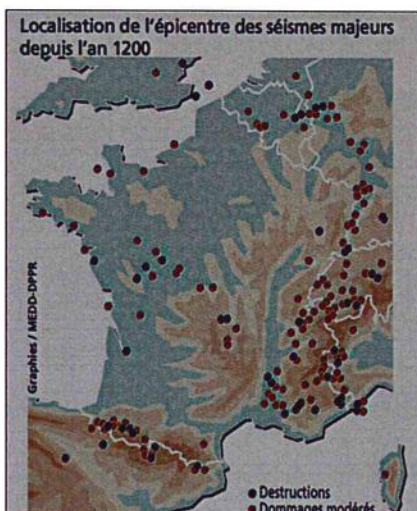 Localisation de l'épicentre des séismes majeurs
depuis l'an 1200
Graphies / MEDD-DPPR
Destructions
Dommages modérés